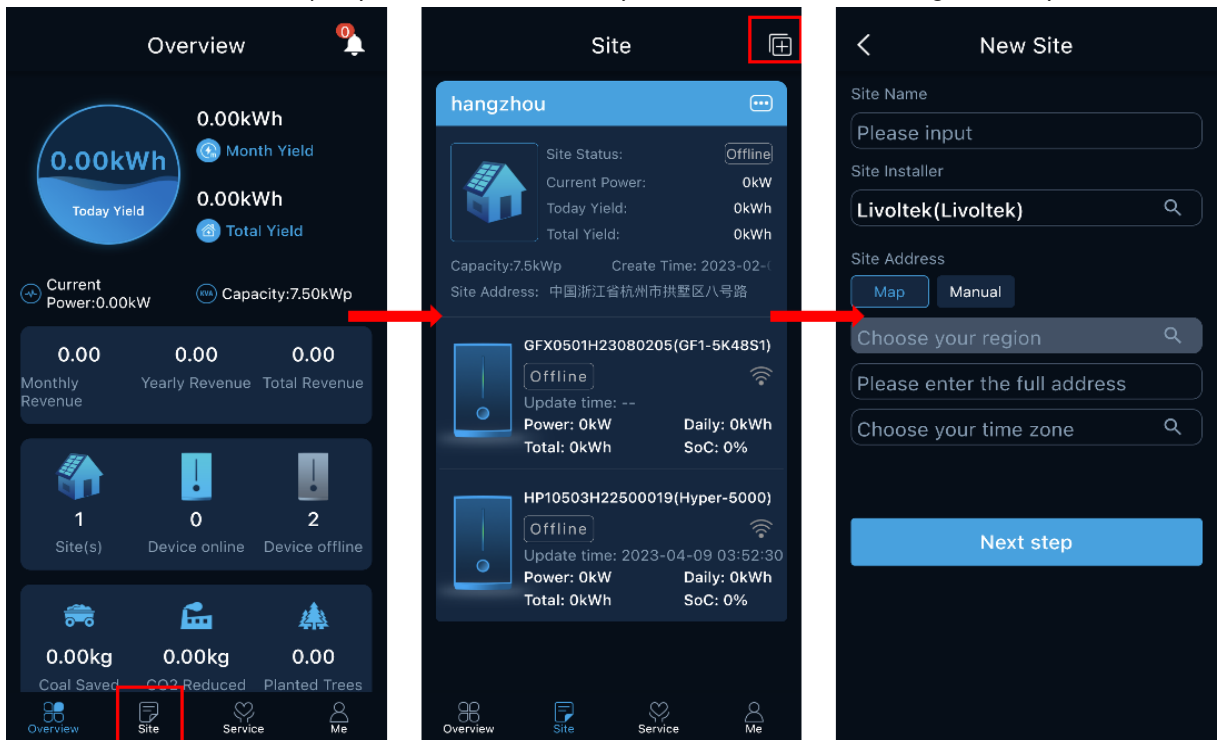 Overview
0
0.00kWh
Today Yield
0.00kWh
Month Yield
0.00kWh
Total Yield
Current
Power:0.00kW
KVA
Capacity:7.50kWp
0.00
0.00
0.00
Monthly
Revenue
Yearly Revenue
Total Revenue
1
0
2
Site(s)
Device online
Device offline
0.00kg
0.00kg
0.00
Coal Saved
CO2 Reduced
Planted Trees
Overview
Site
Service
Me
Site
hangzhou
Site Status:
Offline
Current Power:
0kW
Today Yield:
0kWh
Total Yield:
0kWh
Capacity:7.5kWp
Create Time: 2023-02-
Site Address: 中国浙江省杭州市拱墅区八号路
GFX0501H23080205(GF1-5K48S1)
Offline
Update time: --
Power: 0kW
Daily: 0kWh
Total: 0kWh
SoC: 0%
HP10503H22500019(Hyper-5000)
Offline
Update time: 2023-04-09 03:52:30
Power: 0kW
Daily: 0kWh
Total: 0kWh
SoC: 0%
Overview
Site
Service
Me
New Site
Site Name
Please input
Site Installer
Livoltek(Livoltek)
Site Address
Map
Manual
Choose your region
Please enter the full address
Choose your time zone
Next step